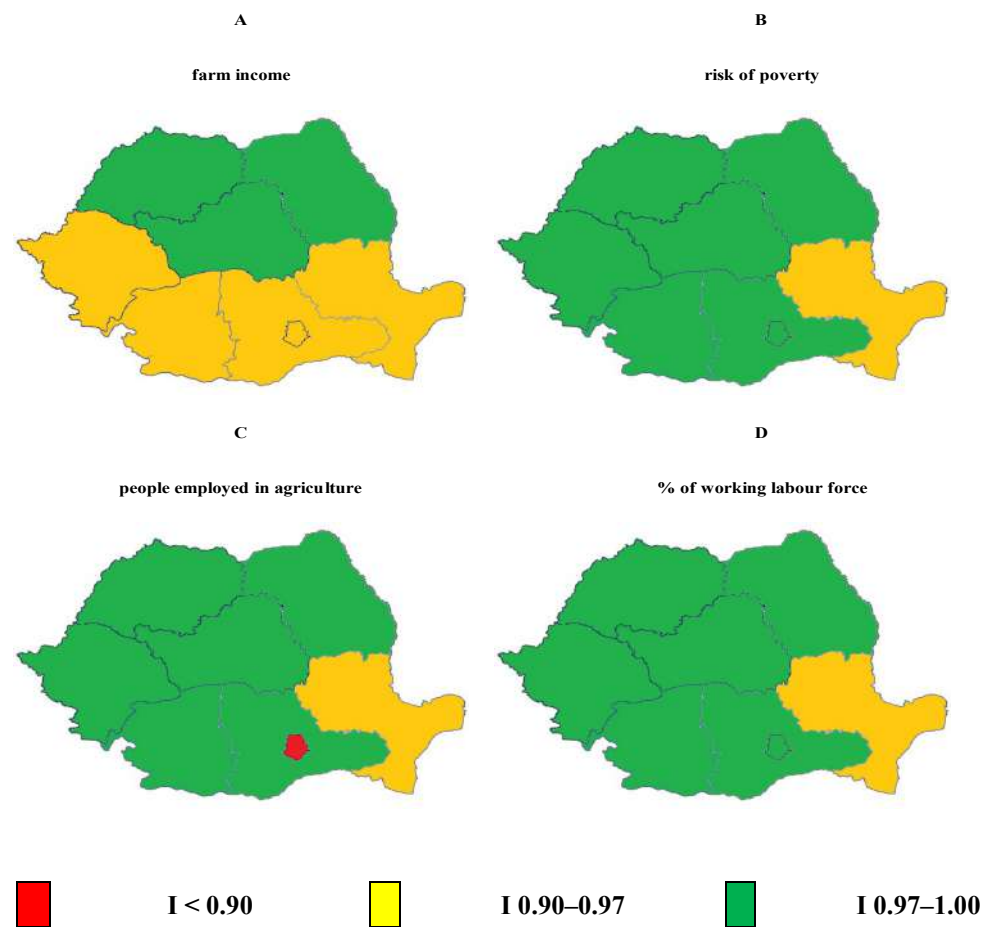 A
B
farm income
risk of poverty
C
D
people employed in agriculture
% of working labour force
I < 0.90
I 0.90–0.97
I 0.97–1.00